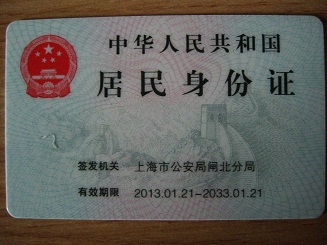 中华人民共和国
居民身份证
签发机关 上海市公安局闸北分局
有效期限 2013.01.21-2033.01.21